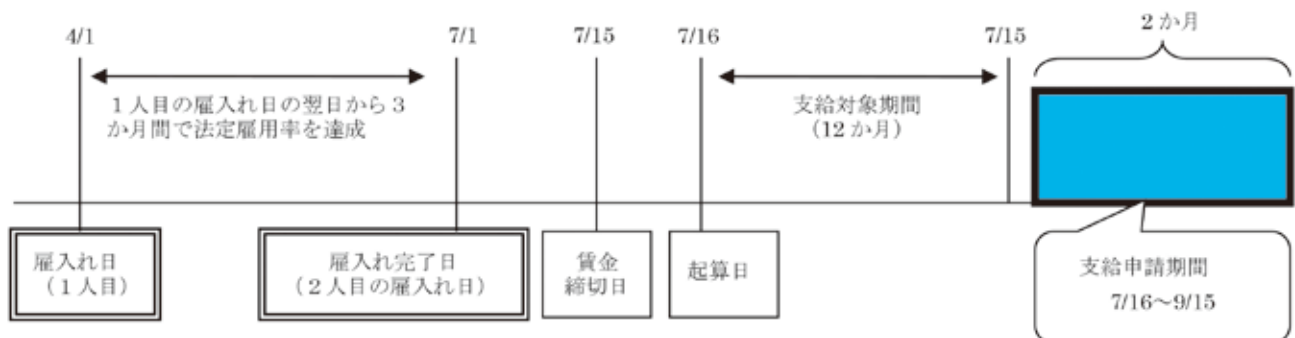 4/1
7/1
7/15
7/16
7/15
2か月
1人目の雇入れ日の翌日から3
か月間で法定雇用率を達成
支給対象期間
(12か月)
雇入れ日
(1人目)
雇入れ完了日
(2人目の雇入れ日)
賃金
締切日
起算日
支給申請期間
7/16～9/15